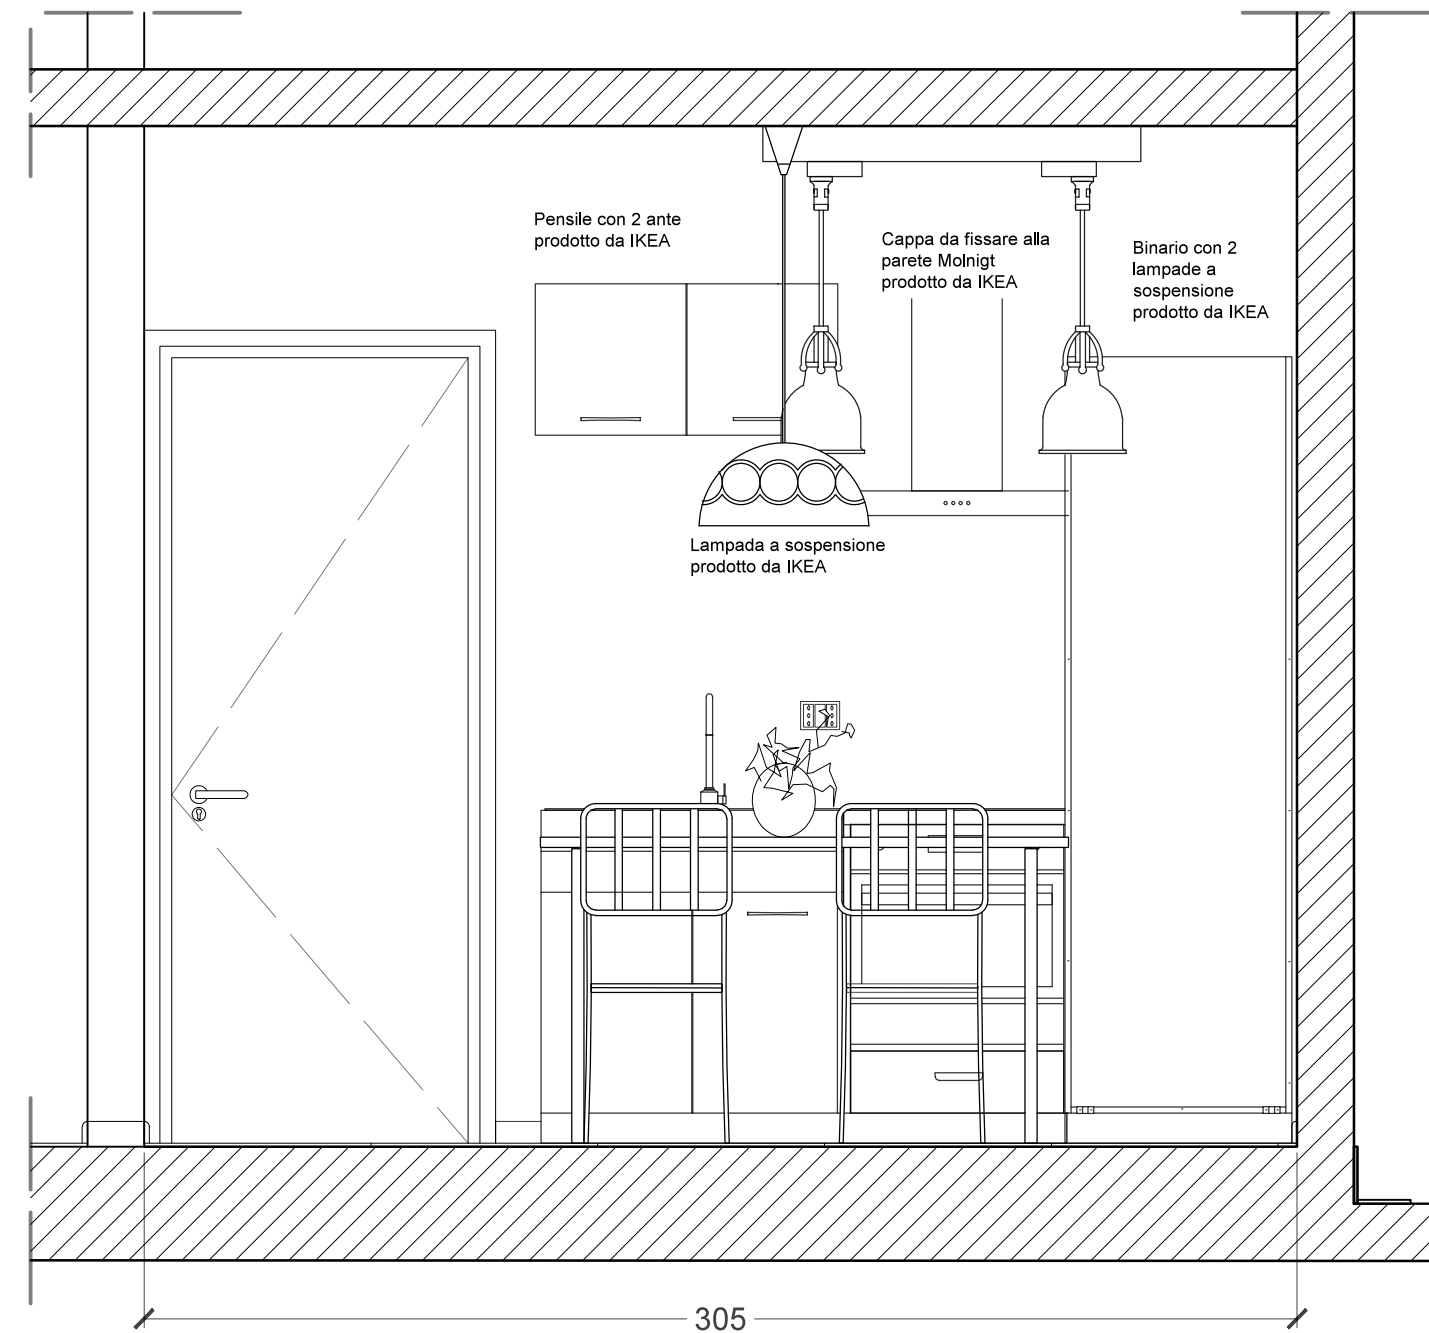 Pensile con 2 ante
prodotto da IKEA
Cappa da fissare alla
parete Molnigt
prodotto da IKEA
Binario con 2
lampade a
sospensione
prodotto da IKEA
Lampada a sospensione
prodotto da IKEA
305